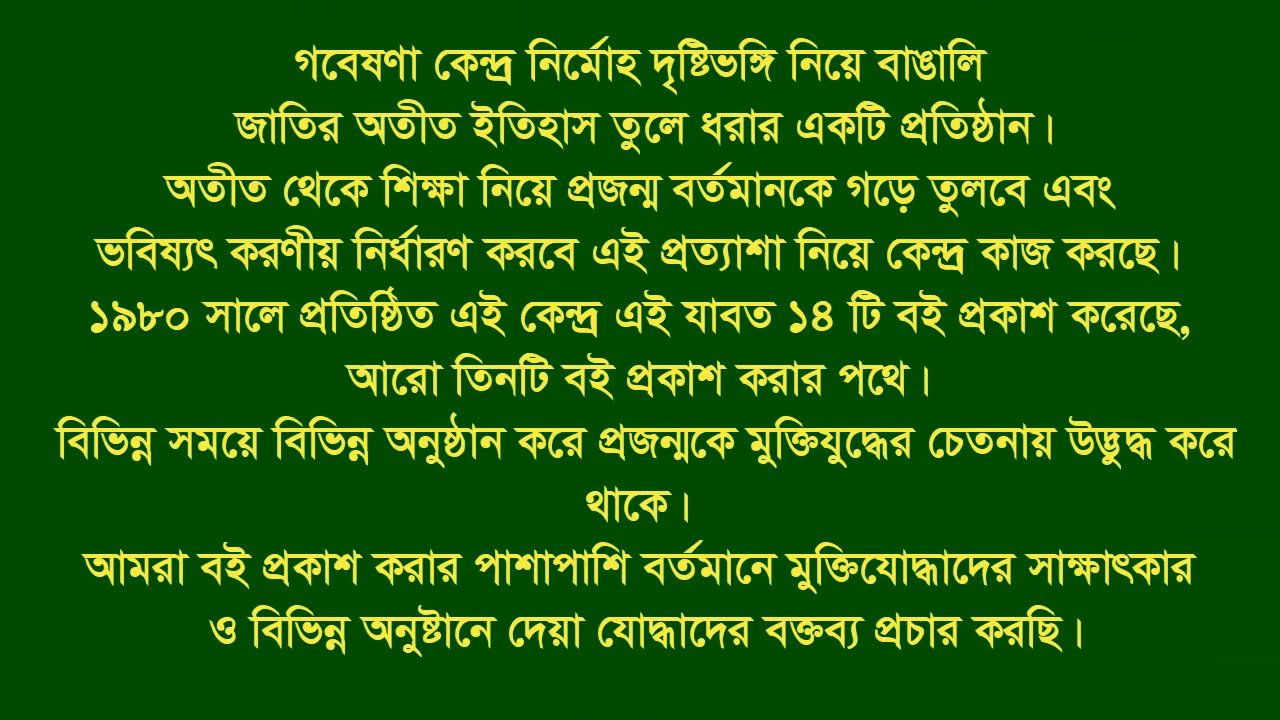 গবেষণা কেন্দ্র নির্মোহ দৃষ্টিভঙ্গি নিয়ে বাঙালি
জাতির অতীত ইতিহাস তুলে ধরার একটি প্রতিষ্ঠান।
অতীত থেকে শিক্ষা নিয়ে প্রজন্ম বর্তমানকে গড়ে তুলবে এবং
ভবিষ্যৎ করণীয় নির্ধারণ করবে এই প্রত্যাশা নিয়ে কেন্দ্র কাজ করছে।
১৯৮০ সালে প্রতিষ্ঠিত এই কেন্দ্র এই যাবত ১৪ টি বই প্রকাশ করেছে,
আরো তিনটি বই প্রকাশ করার পথে।
বিভিন্ন সময়ে বিভিন্ন অনুষ্ঠান করে প্রজন্মকে মুক্তিযুদ্ধের চেতনায় উদ্ভুদ্ধ করে
থাকে।
আমরা বই প্রকাশ করার পাশাপাশি বর্তমানে মুক্তিযোদ্ধাদের সাক্ষাৎকার
ও বিভিন্ন অনুষ্টানে দেয়া যোদ্ধাদের বক্তব্য প্রচার করছি।